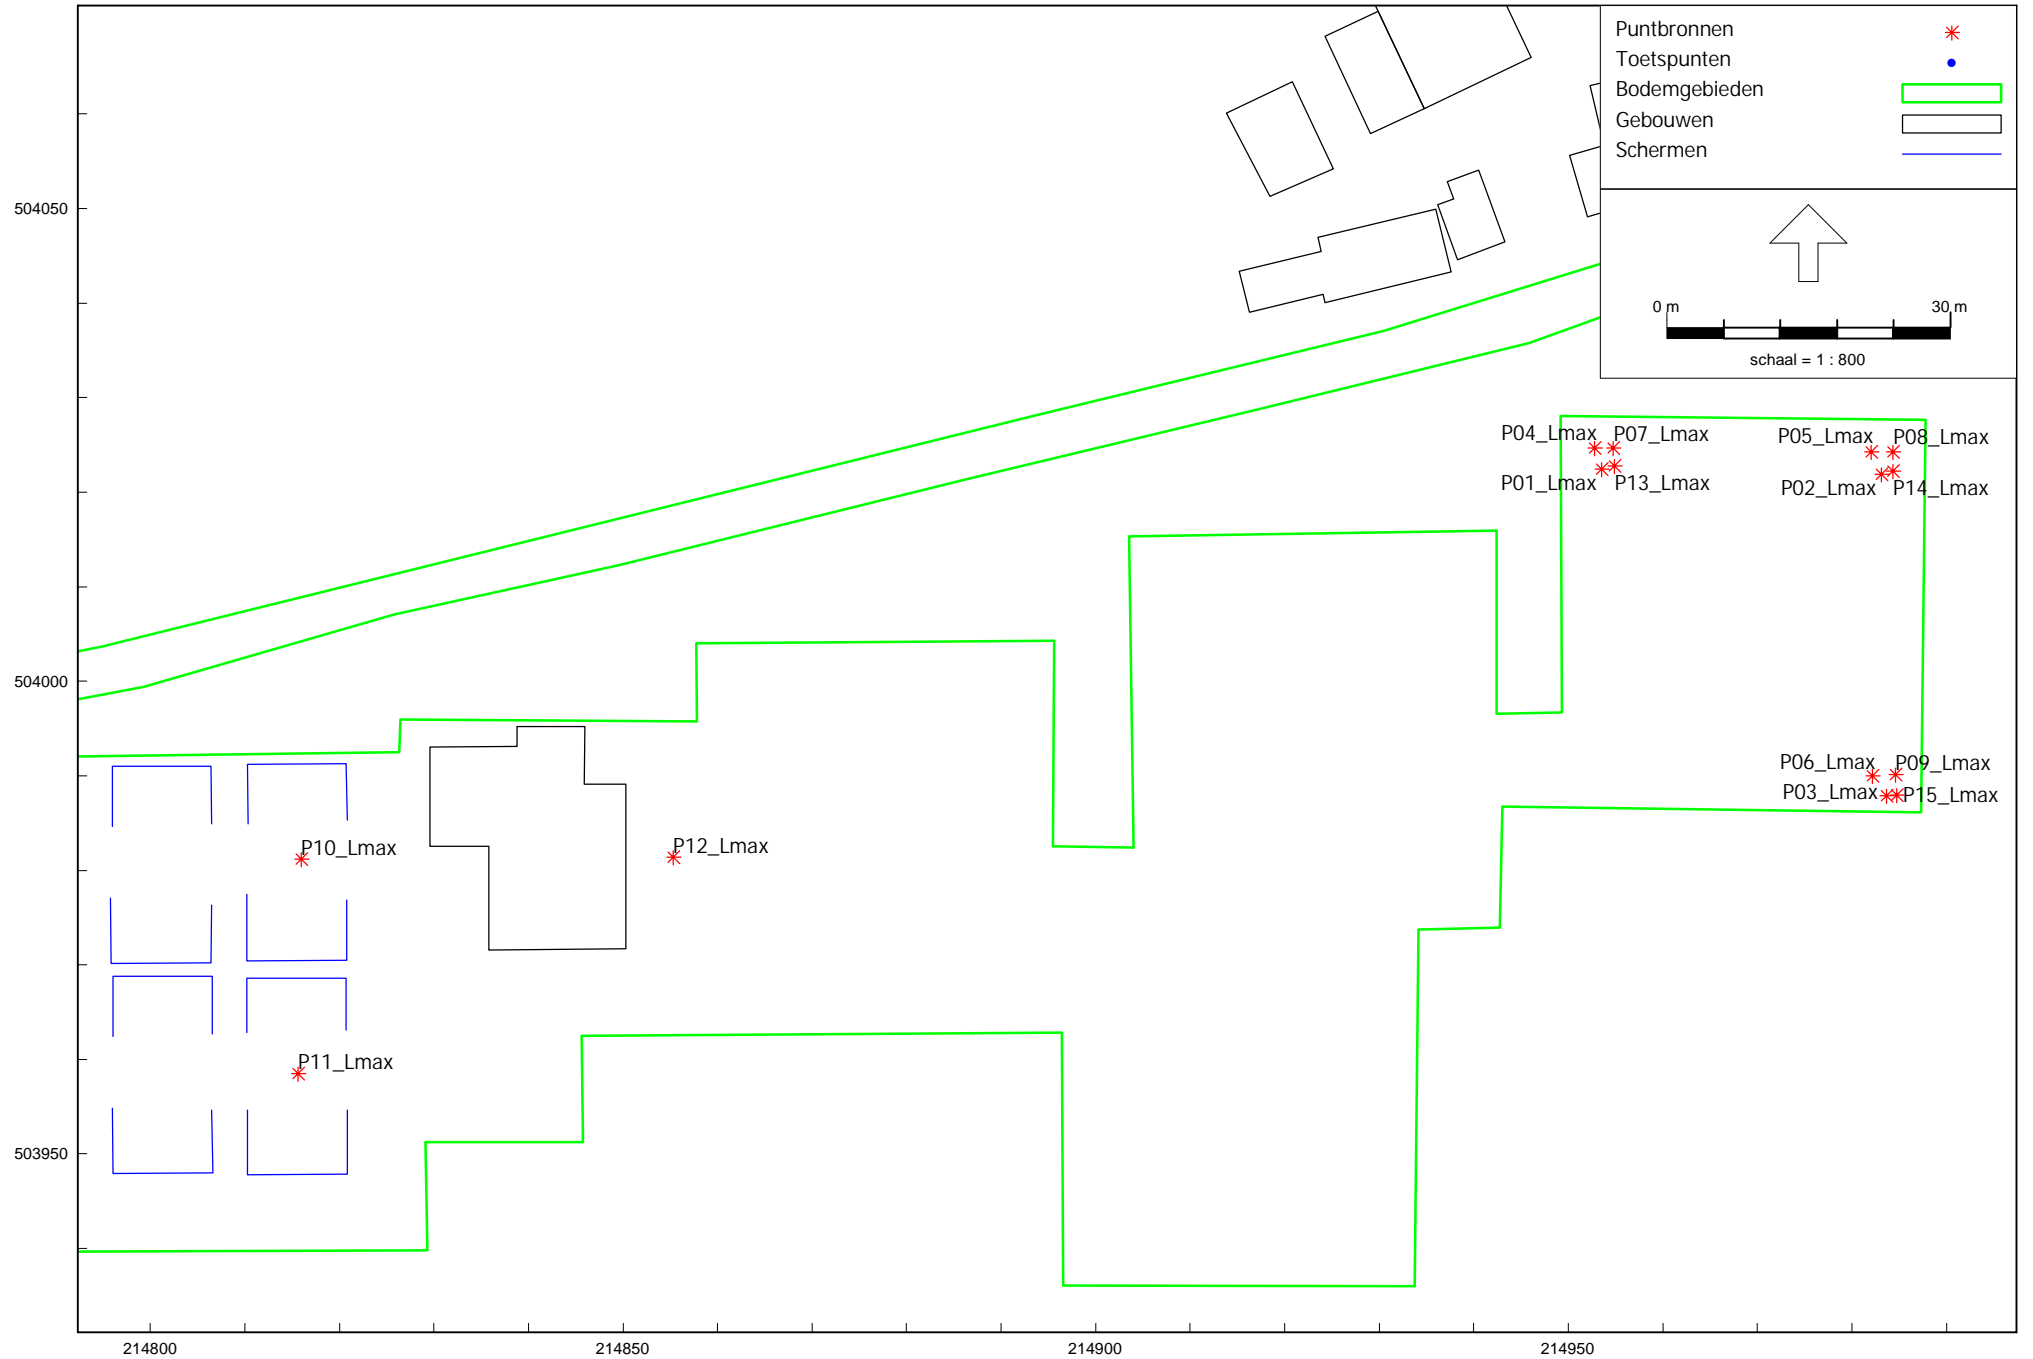 Puntbronnen
Toetspunten
Bodemgebieden
Gebouwen
Schermen
504050
0 m 30 m
schaal = 1 : 800
P04_Lmax P07_Lmax P05_Lmax P08_Lmax
P01_Lmax P13_Lmax P02_Lmax P14_Lmax
504000
P06_Lmax P09_Lmax
P03_Lmax P15_Lmax
P10_Lmax P12_Lmax
P11_Lmax
503950
214800 214850 214900 214950